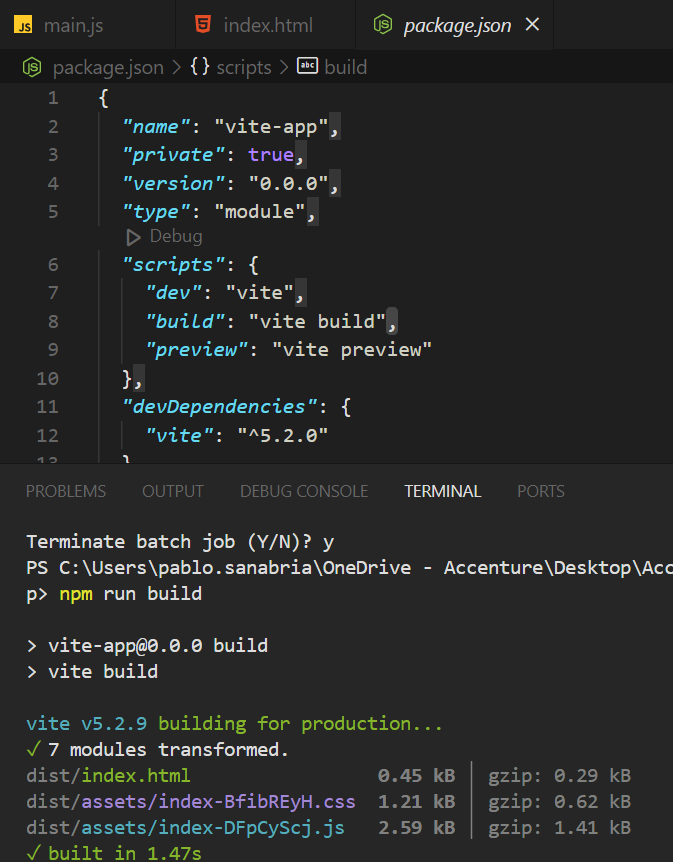 JS main.js index.html package.json
package.json > {} scripts > abc build
1 {
2 "name": "vite-app",
3 "private": true,
4 "version": "0.0.0",
5 "type": "module",
Debug
6 "scripts": {
7 "dev": "vite",
8 "build": "vite build",
9 "preview": "vite preview"
10 },
11 "devDependencies": {
12 "vite": "^5.2.0"
13 }
PROBLEMS OUTPUT DEBUG CONSOLE TERMINAL PORTS
Terminate batch job (Y/N)? y
PS C:\Users\pablo.sanabria\OneDrive - Accenture\Desktop\Acc
p> npm run build
> vite-app@0.0.0 build
> vite build
vite v5.2.9 building for production...
✓ 7 modules transformed.
dist/index.html 0.45 kB │ gzip: 0.29 kB
dist/assets/index-BfibREyH.css 1.21 kB │ gzip: 0.62 kB
dist/assets/index-DFpCyScj.js 2.59 kB │ gzip: 1.41 kB
✓ built in 1.47s